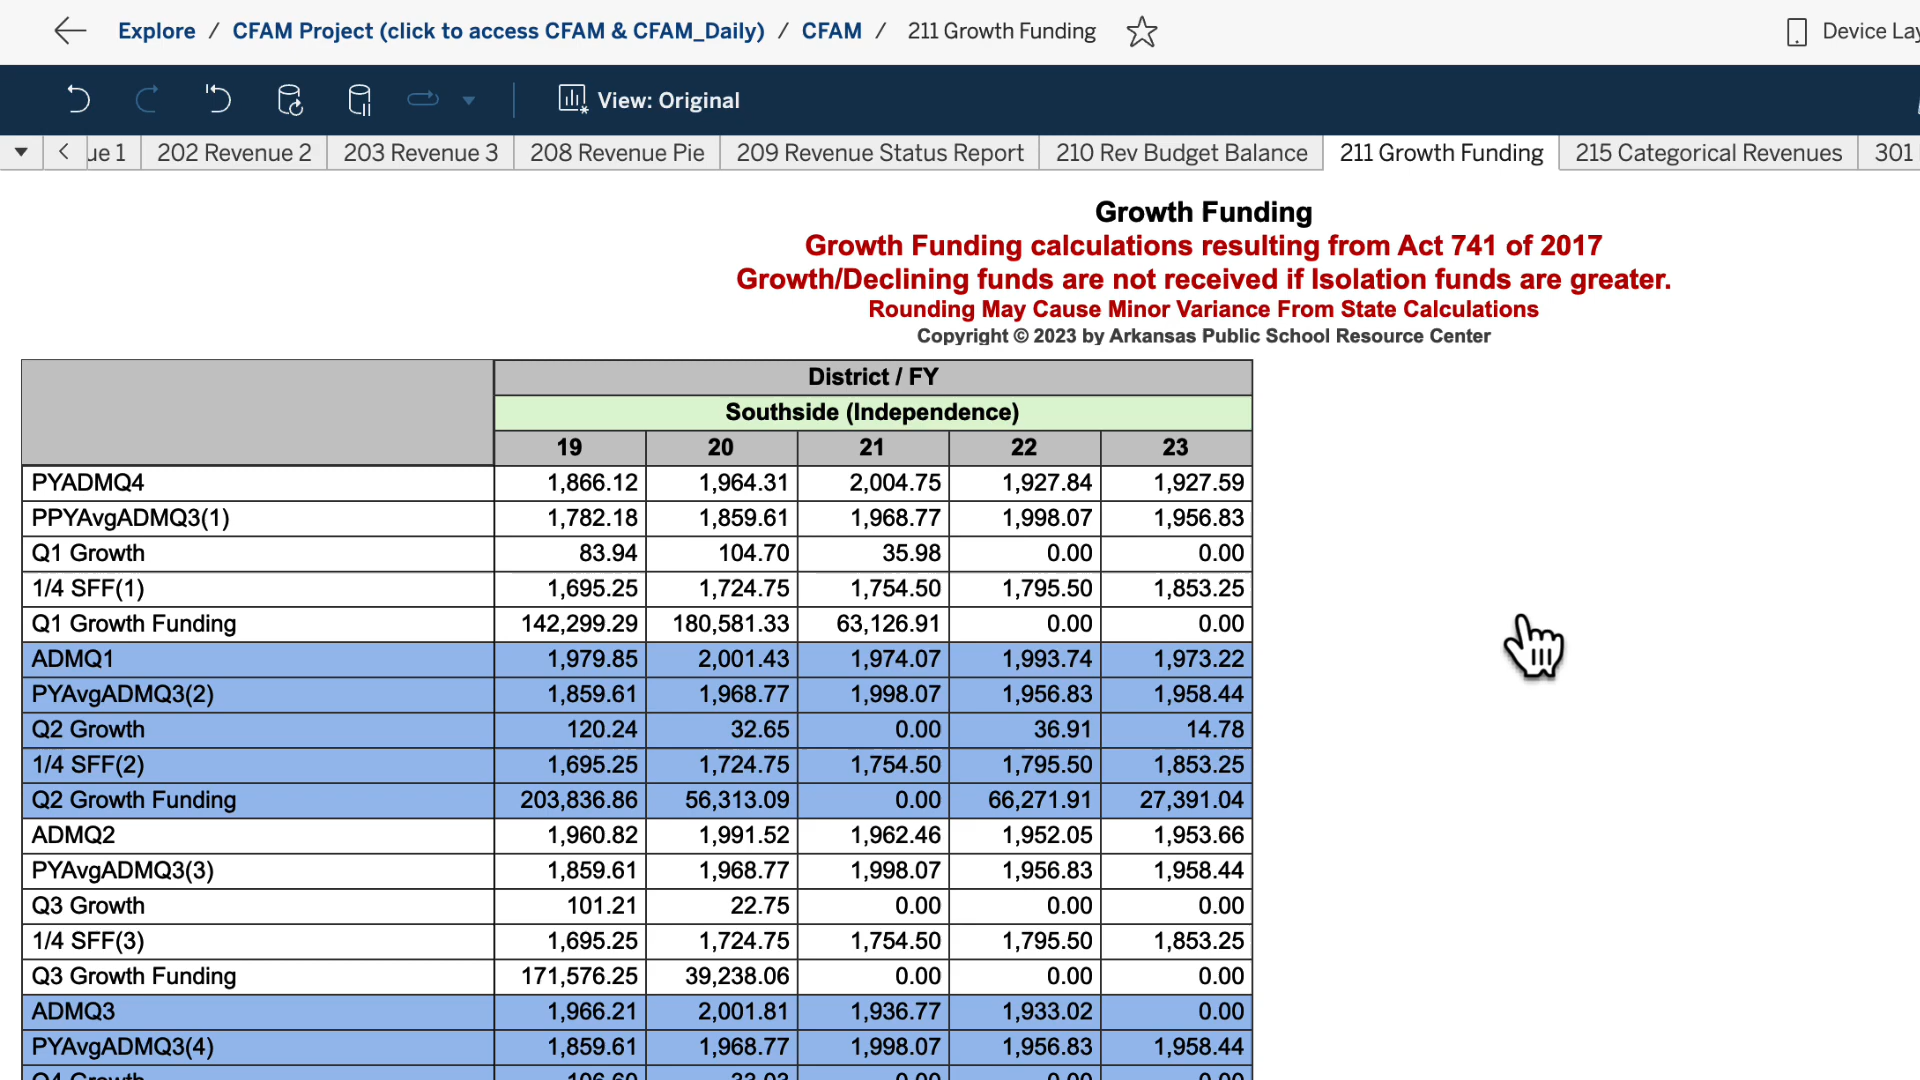 Explore / CFAM Project (click to access CFAM & CFAM_Daily) / CFAM / 211 Growth Funding Device Lay
View: Original
ue 1 202 Revenue 2 203 Revenue 3 208 Revenue Pie 209 Revenue Status Report 210 Rev Budget Balance 211 Growth Funding 215 Categorical Revenues 301
Growth Funding
Growth Funding calculations resulting from Act 741 of 2017
Growth/Declining funds are not received if Isolation funds are greater.
Rounding May Cause Minor Variance From State Calculations
Copyright © 2023 by Arkansas Public School Resource Center
District / FY
Southside (Independence)
19 20 21 22 23
PYADMQ4 1,866.12 1,964.31 2,004.75 1,927.84 1,927.59
PPYAvgADMQ3(1) 1,782.18 1,859.61 1,968.77 1,998.07 1,956.83
Q1 Growth 83.94 104.70 35.98 0.00 0.00
1/4 SFF(1) 1,695.25 1,724.75 1,754.50 1,795.50 1,853.25
Q1 Growth Funding 142,299.29 180,581.33 63,126.91 0.00 0.00
ADMQ1 1,979.85 2,001.43 1,974.07 1,993.74 1,973.22
PYAvgADMQ3(2) 1,859.61 1,968.77 1,998.07 1,956.83 1,958.44
Q2 Growth 120.24 32.65 0.00 36.91 14.78
1/4 SFF(2) 1,695.25 1,724.75 1,754.50 1,795.50 1,853.25
Q2 Growth Funding 203,836.86 56,313.09 0.00 66,271.91 27,391.04
ADMQ2 1,960.82 1,991.52 1,962.46 1,952.05 1,953.66
PYAvgADMQ3(3) 1,859.61 1,968.77 1,998.07 1,956.83 1,958.44
Q3 Growth 101.21 22.75 0.00 0.00 0.00
1/4 SFF(3) 1,695.25 1,724.75 1,754.50 1,795.50 1,853.25
Q3 Growth Funding 171,576.25 39,238.06 0.00 0.00 0.00
ADMQ3 1,966.21 2,001.81 1,936.77 1,933.02 0.00
PYAvgADMQ3(4) 1,859.61 1,968.77 1,998.07 1,956.83 1,958.44